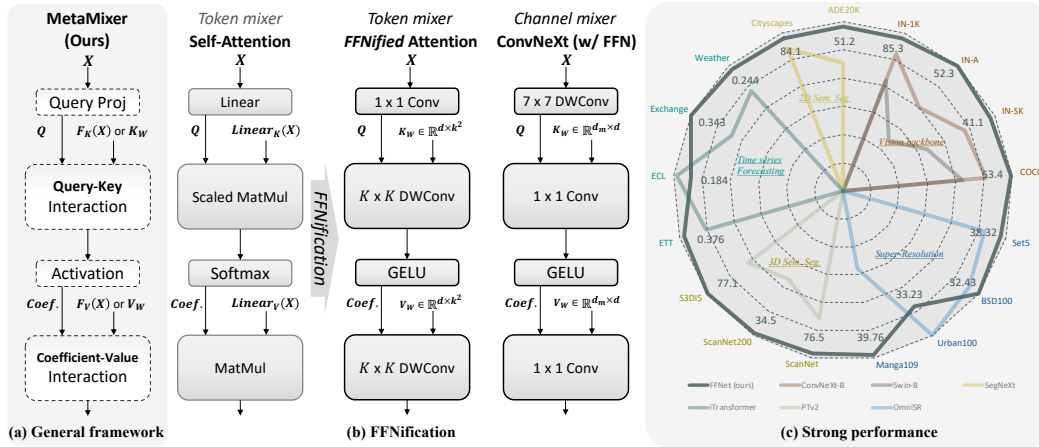 MetaMixer
(Ours)
X
Query Proj
Q
F_K(X) or K_W
Query-Key
Interaction
Activation
Coef.
F_V(X) or V_W
Coefficient-Value
Interaction
(a) General framework
Token mixer
Self-Attention
X
Linear
Q
Linear_K(X)
Scaled MatMul
Softmax
Coef.
Linear_V(X)
MatMul
FFNification
Token mixer
FFNified Attention
X
1 x 1 Conv
Q
K_W ∈ ℝ^{d×k²}
K x K DWConv
GELU
Coef.
V_W ∈ ℝ^{d×k²}
K x K DWConv
Channel mixer
ConvNeXt (w/ FFN)
X
7 x 7 DWConv
Q
K_W ∈ ℝ^{d_m×d}
1 x 1 Conv
GELU
Coef.
V_W ∈ ℝ^{d_m×d}
1 x 1 Conv
(b) FFNification
ADE20K
51.2
IN-1K
85.3
IN-A
52.3
IN-SK
41.1
COCO
53.4
Set5
38.32
BSD100
32.43
Urban100
33.23
Manga109
39.76
ScanNet
76.5
ScanNet200
34.5
S3DIS
77.1
ETT
0.376
ECL
0.184
Exchange
0.343
Weather
0.244
Cityscapes
84.1
2D Sem. Seg.
Vision backbone
Time series
Forecasting
3D Sem. Seg.
Super-Resolution
FFNet (ours)
ConvNeXt-B
Swin-B
SegNeXt
iTransformer
PTv2
OmniSR
(c) Strong performance